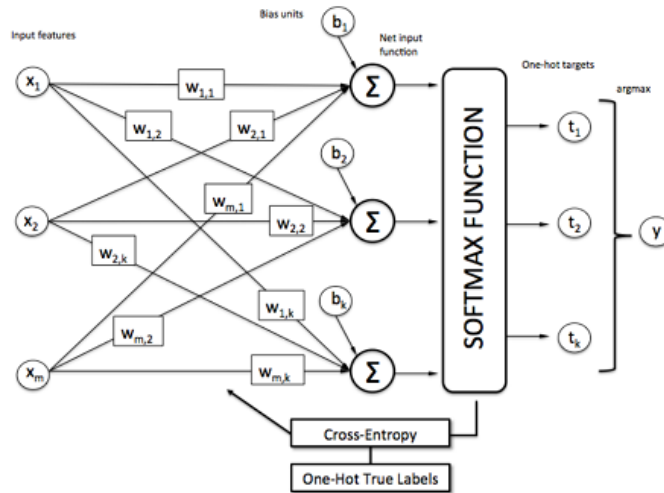 Bias units
b1
Net input
function
Input features
One-hot targets
argmax
x1
w1,1
Σ
t1
w1,2
w2,1
b2
SOFTMAX FUNCTION
x2
wm,1
w2,2
Σ
t2
y
w2,k
bk
w1,k
wm,2
t k
xm
wm,k
Σ
Cross-Entropy
One-Hot True Labels